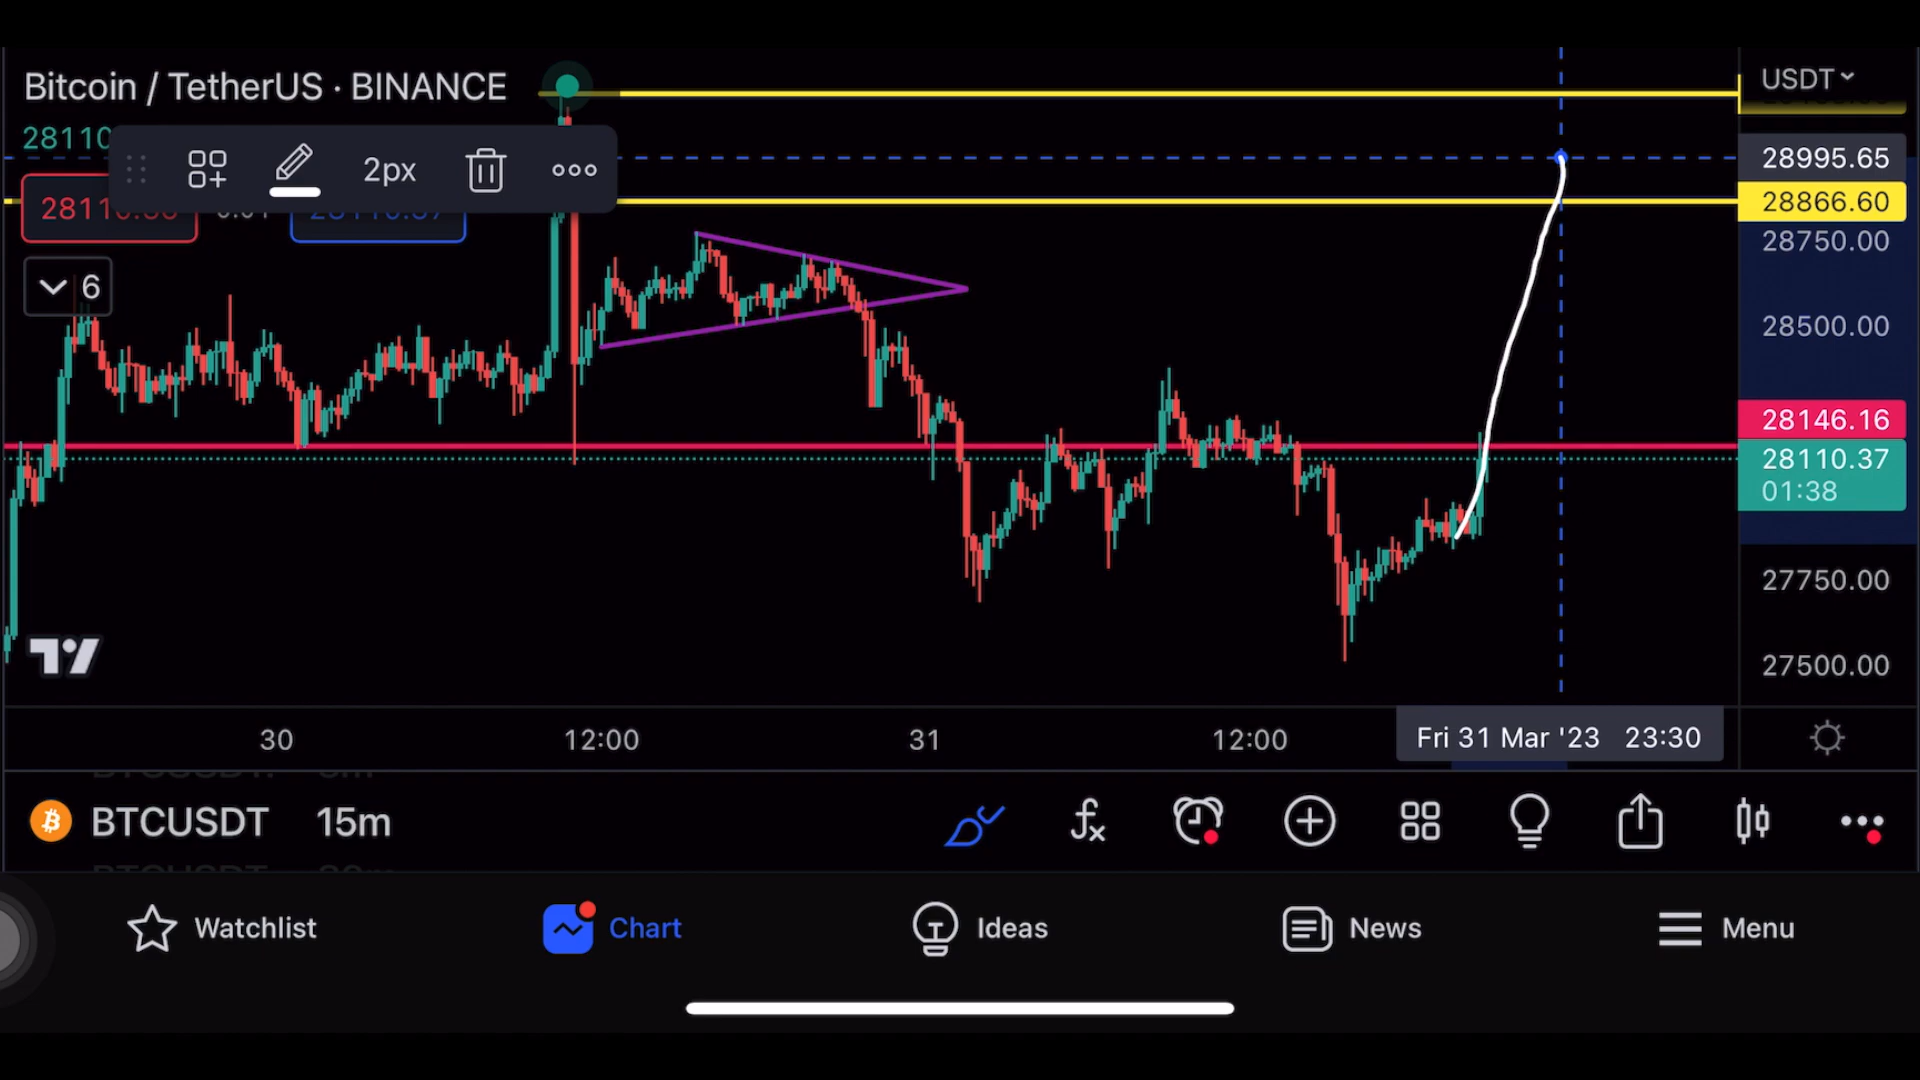 Bitcoin / TetherUS · BINANCE
USDT
28110
2px
28995.65
28866.60
28750.00
6
28500.00
28146.16
28110.37
01:38
27750.00
27500.00
30 12:00 31 12:00 Fri 31 Mar '23 23:30
BTCUSDT 15m
Watchlist Chart Ideas News Menu